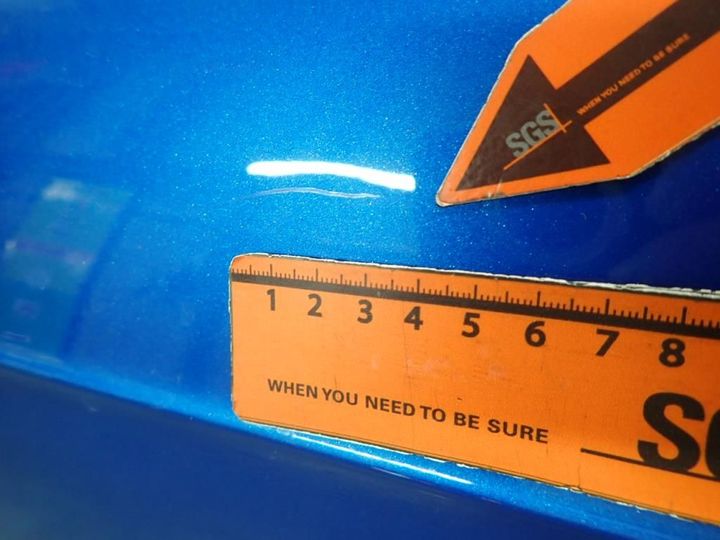 SGS
WHEN YOU NEED TO BE SURE
1 2 3 4 5 6 7 8
WHEN YOU NEED TO BE SURE